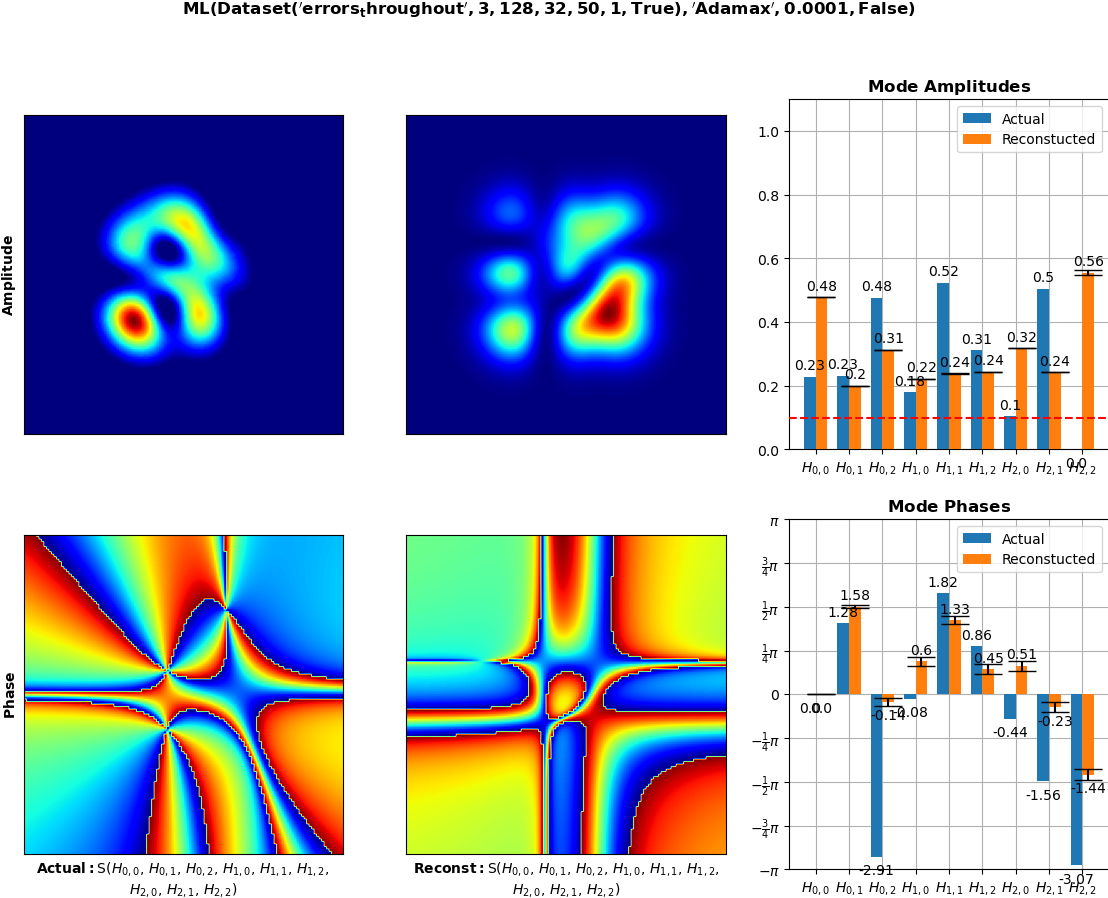 ML(Dataset('errors_throughout', 3, 128, 32, 50, 1, True), 'Adamax', 0.0001, False)
Mode Amplitudes
Actual
Reconstucted
1.0
0.8
0.6
0.4
0.2
0.0
0.23
0.48
0.23
0.2
0.48
0.31
0.18
0.22
0.52
0.24
0.31
0.24
0.1
0.32
0.5
0.24
0.0
0.56
H0,0 H0,1 H0,2 H1,0 H1,1 H1,2 H2,0 H2,1 H2,2
Amplitude
Mode Phases
Actual
Reconstucted
π
3/4π
1/2π
1/4π
0
−1/4π
−1/2π
−3/4π
−π
0.0
0.0
1.28
1.58
-2.91
-0.14
-0.08
0.6
1.82
1.33
0.86
0.45
-0.44
0.51
-1.56
-0.23
-3.07
-1.44
H0,0 H0,1 H0,2 H1,0 H1,1 H1,2 H2,0 H2,1 H2,2
Phase
Actual: S(H0,0, H0,1, H0,2, H1,0, H1,1, H1,2,
H2,0, H2,1, H2,2)
Reconst: S(H0,0, H0,1, H0,2, H1,0, H1,1, H1,2,
H2,0, H2,1, H2,2)